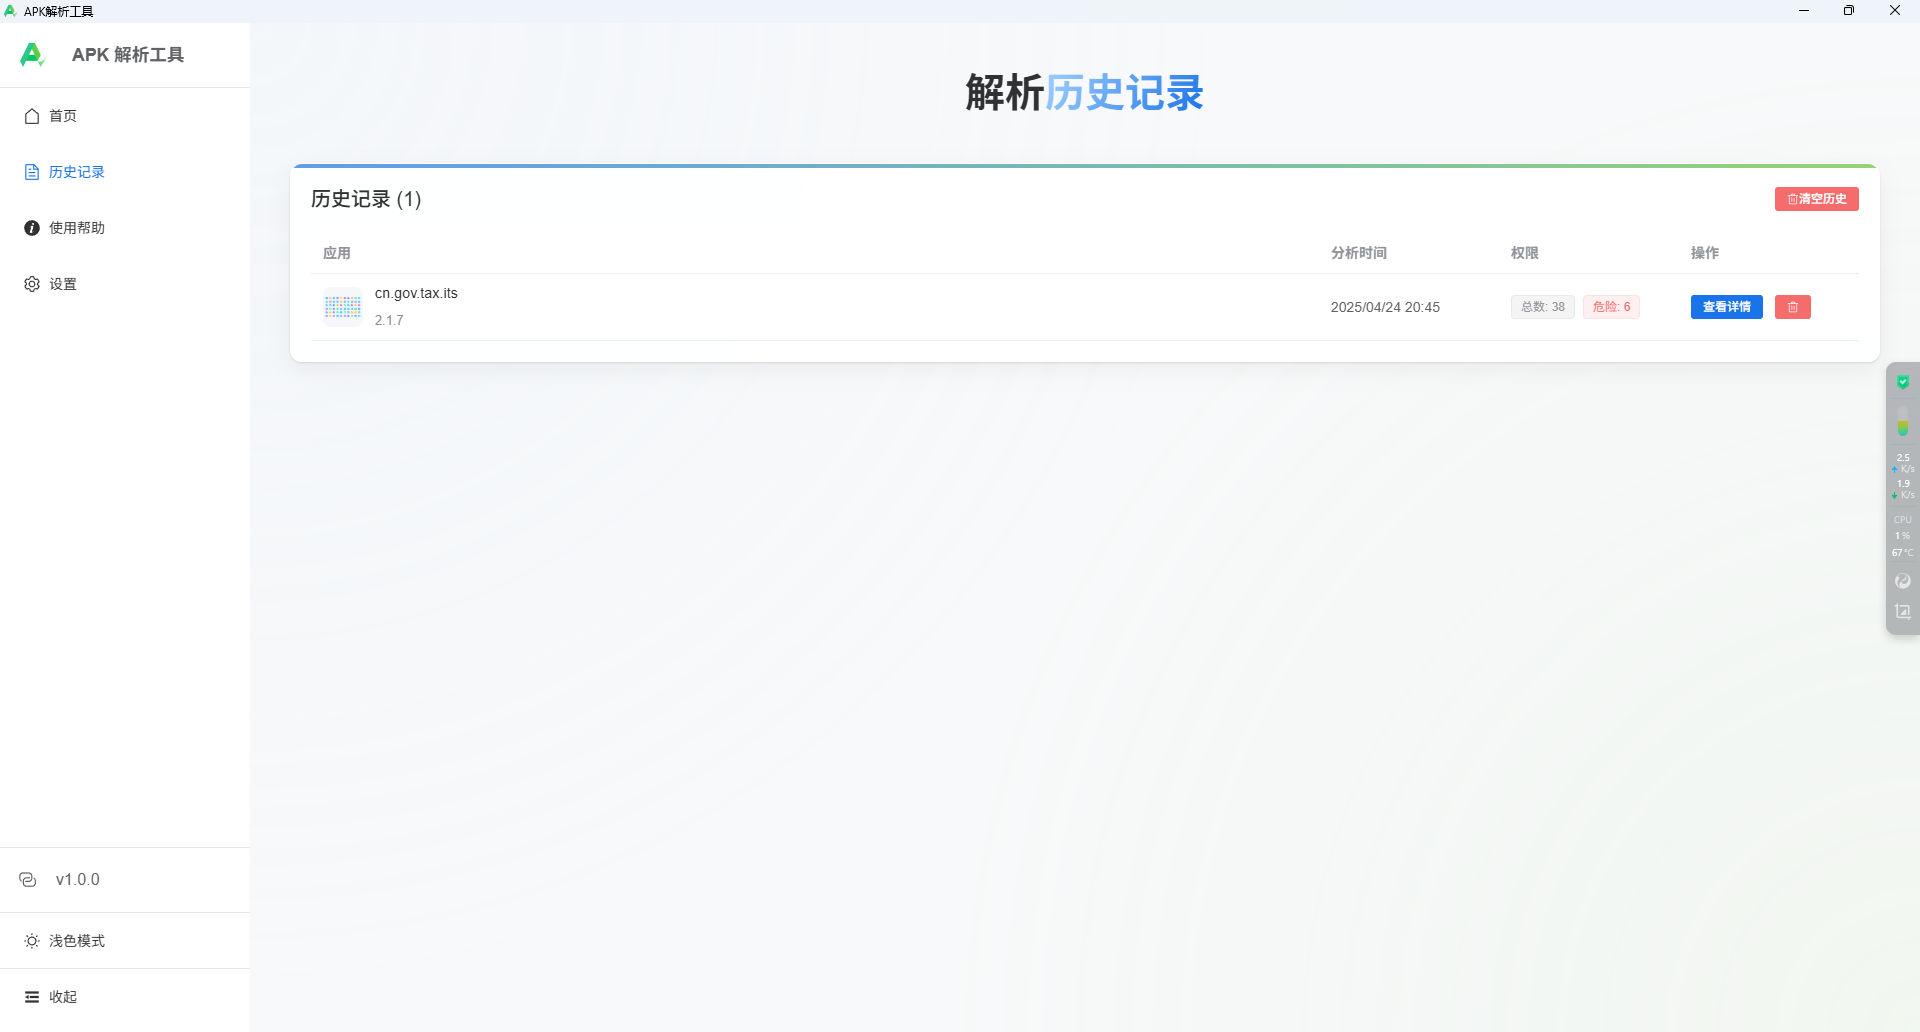 APK解析工具
APK 解析工具
首页
历史记录
使用帮助
设置
v1.0.0
浅色模式
收起
解析历史记录
历史记录 (1)
清空历史
应用 分析时间 权限 操作
cn.gov.tax.its
2.1.7
2025/04/24 20:45
总数: 38 危险: 6
查看详情
2.5
K/s
1.9
K/s
CPU
1%
67°C